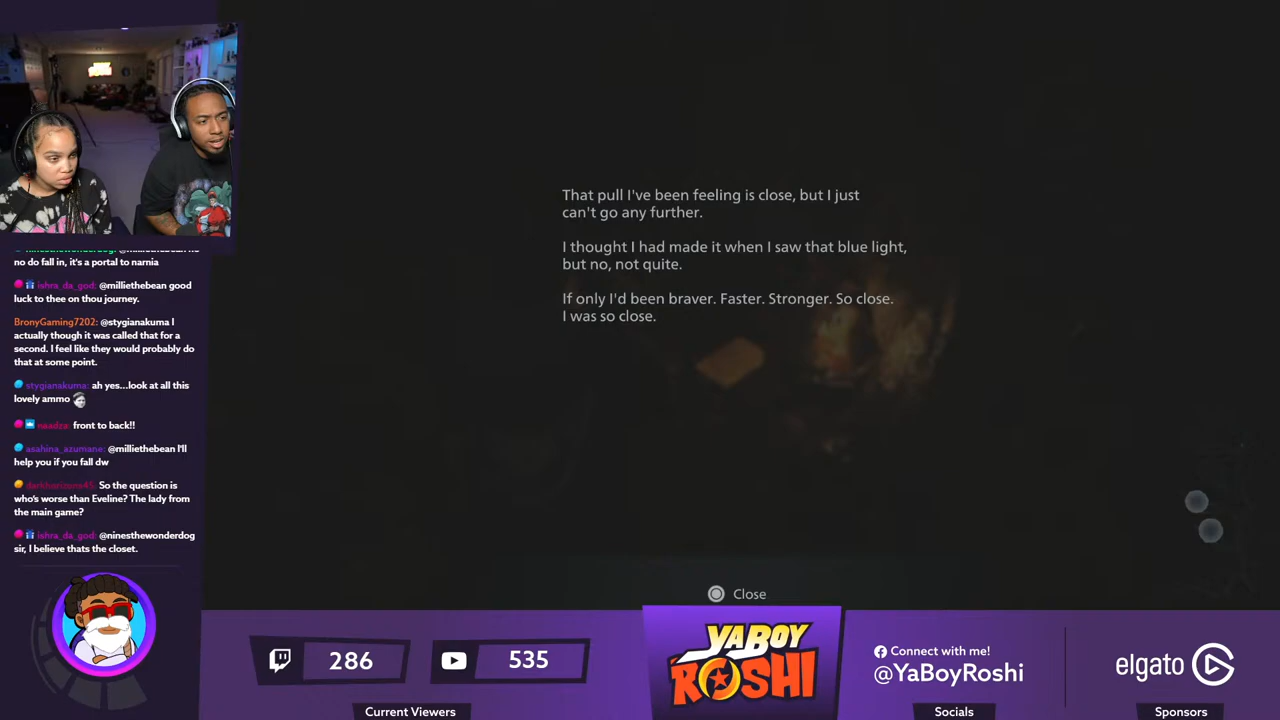 That pull I've been feeling is close, but I just
can't go any further.
I thought I had made it when I saw that blue light,
but no, not quite.
If only I'd been braver. Faster. Stronger. So close.
I was so close.
Close
no do fall in, it's a portal to narnia
ishra_da_god: @milliethebean good
luck to thee on thou journey.
BronyGaming7202: @stygianakuma I
actually though it was called that for a
second. I feel like they would probably do
that at some point.
stygianakuma: ah yes...look at all this
lovely ammo
front to back!!
asahina_azumane: @milliethebean I'll
help you if you fall dw
darkhorizons45: So the question is
who's worse than Eveline? The lady from
the main game?
ishra_da_god: @ninesthewonderdog
sir, I believe thats the closet.
286
535
Current Viewers
YABOY
ROSHI
Connect with me!
@YaBoyRoshi
Socials
elgato
Sponsors